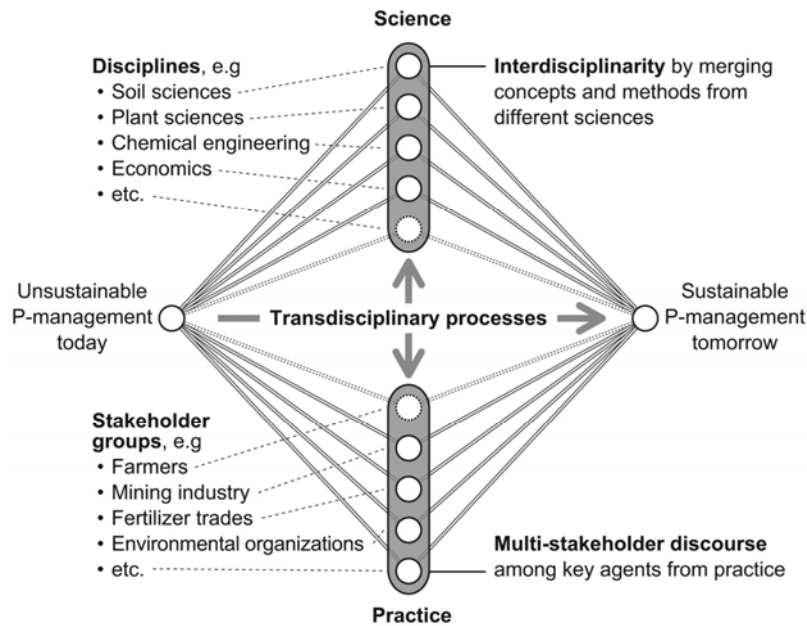 Science
Disciplines, e.g
• Soil sciences
• Plant sciences
• Chemical engineering
• Economics
• etc.
Interdisciplinarity by merging
concepts and methods from
different sciences
Unsustainable
P-management
today
Transdisciplinary processes
Sustainable
P-management
tomorrow
Stakeholder
groups, e.g
• Farmers
• Mining industry
• Fertilizer trades
• Environmental organizations
• etc.
Multi-stakeholder discourse
among key agents from practice
Practice